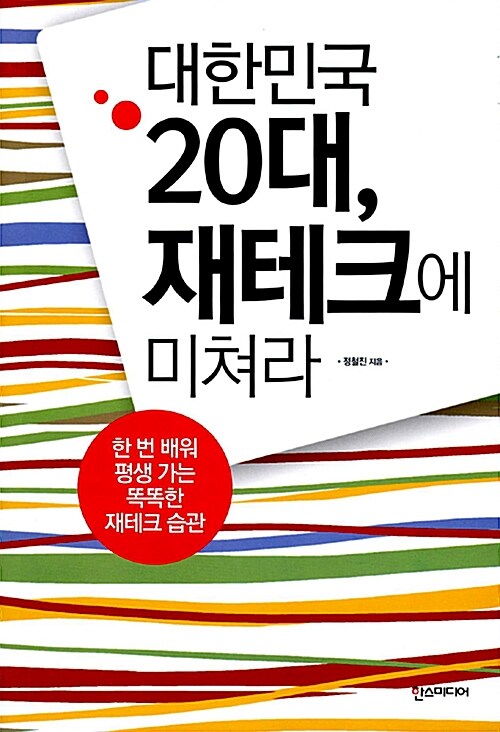 대한민국
20대,
재테크에
미쳐라
• 정철진 지음 •
한 번 배워
평생 가는
똑똑한
재테크 습관
한스미디어